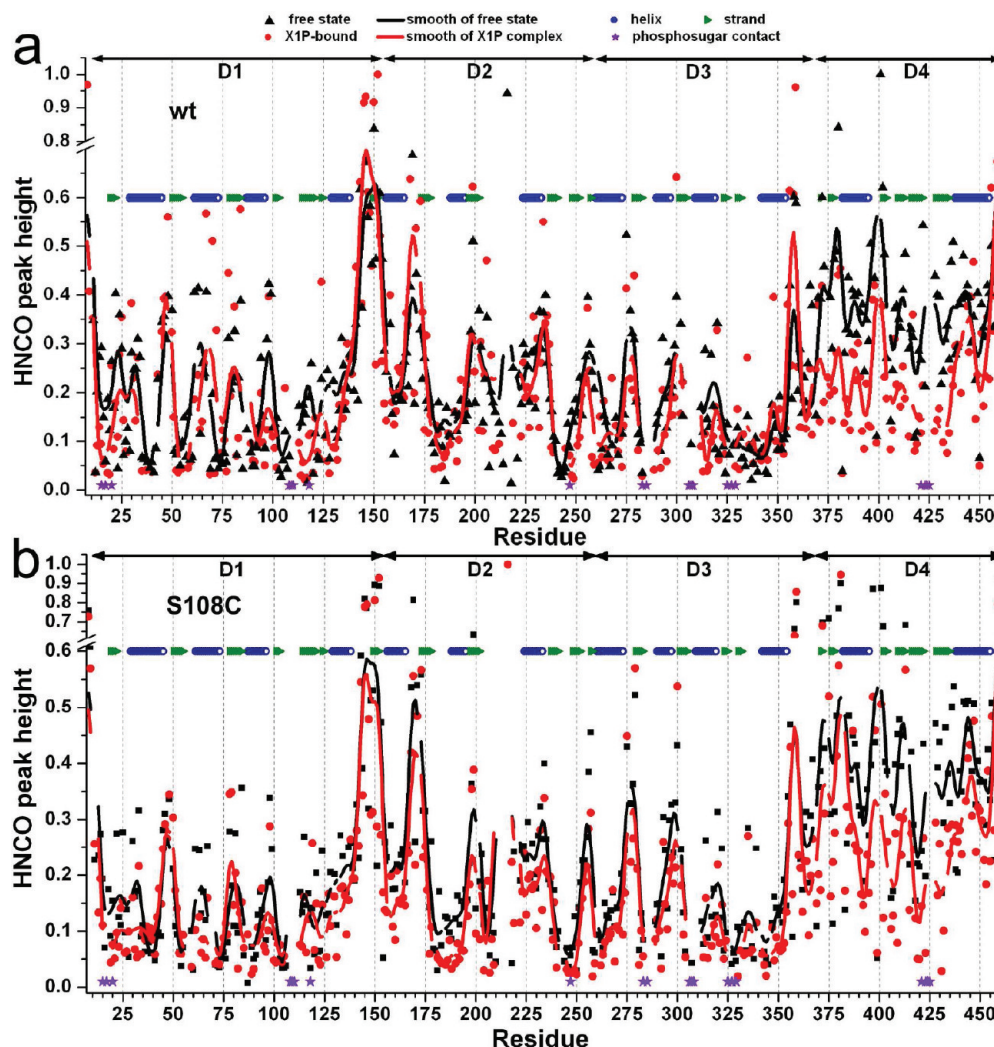 free state smooth of free state helix strand
X1P-bound smooth of X1P complex phosphosugar contact
a
D1 D2 D3 D4
wt
HNCO peak height
1.0
0.9
0.8
0.6
0.5
0.4
0.3
0.2
0.1
0.0
25 50 75 100 125 150 175 200 225 250 275 300 325 350 375 400 425 450
Residue
b
D1 D2 D3 D4
S108C
HNCO peak height
1.0
0.9
0.8
0.7
0.6
0.5
0.4
0.3
0.2
0.1
0.0
25 50 75 100 125 150 175 200 225 250 275 300 325 350 375 400 425 450
Residue